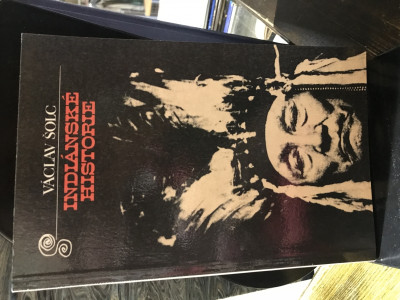 VÁCLAV ŠOLC
INDIÁNSKÉ
HISTORIE